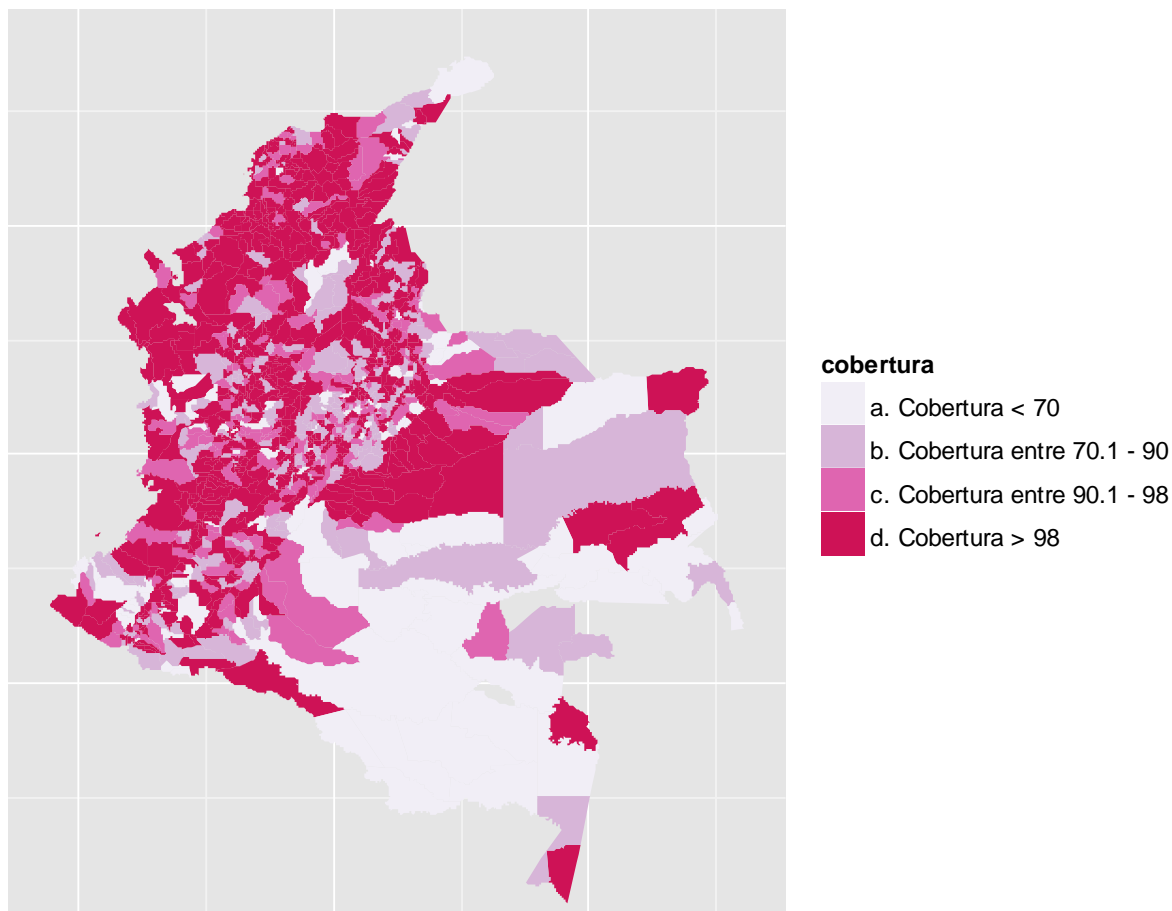 cobertura
a. Cobertura < 70
b. Cobertura entre 70.1 - 90
c. Cobertura entre 90.1 - 98
d. Cobertura > 98